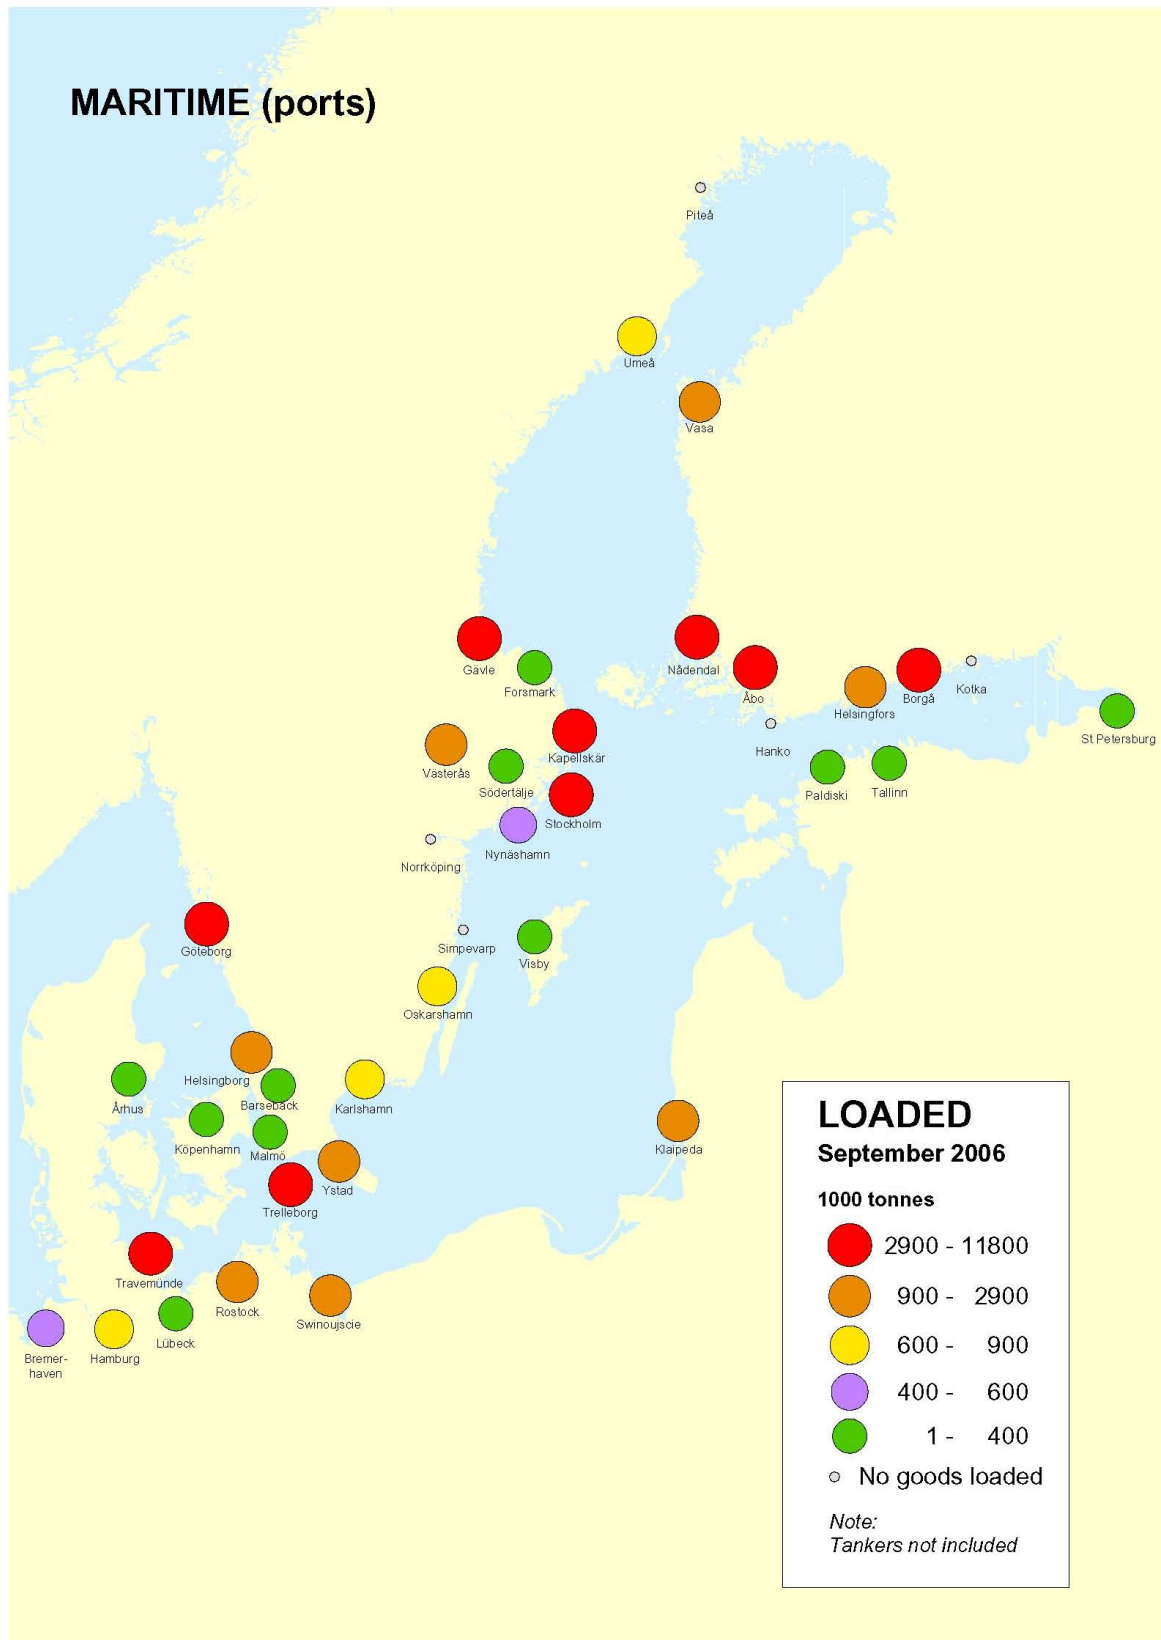 MARITIME (ports)
Piteå
Umeå
Vasa
Gävle
Forsmark
Nådendal
Åbo
Helsingfors
Borgå
Kotka
St Petersburg
Hanko
Kapellskär
Västerås
Södertälje
Stockholm
Paldiski
Tallinn
Nynäshamn
Norrköping
Göteborg
Simpevarp
Visby
Oskarshamn
Helsingborg
Århus
Barsebäck
Karlshamn
Köpenhamn
Malmö
Klaipeda
Ystad
Trelleborg
Travemünde
Rostock
Swinoujscie
Lübeck
Hamburg
Bremer-
haven
LOADED
September 2006
1000 tonnes
2900 - 11800
900 - 2900
600 - 900
400 - 600
1 - 400
No goods loaded
Note:
Tankers not included